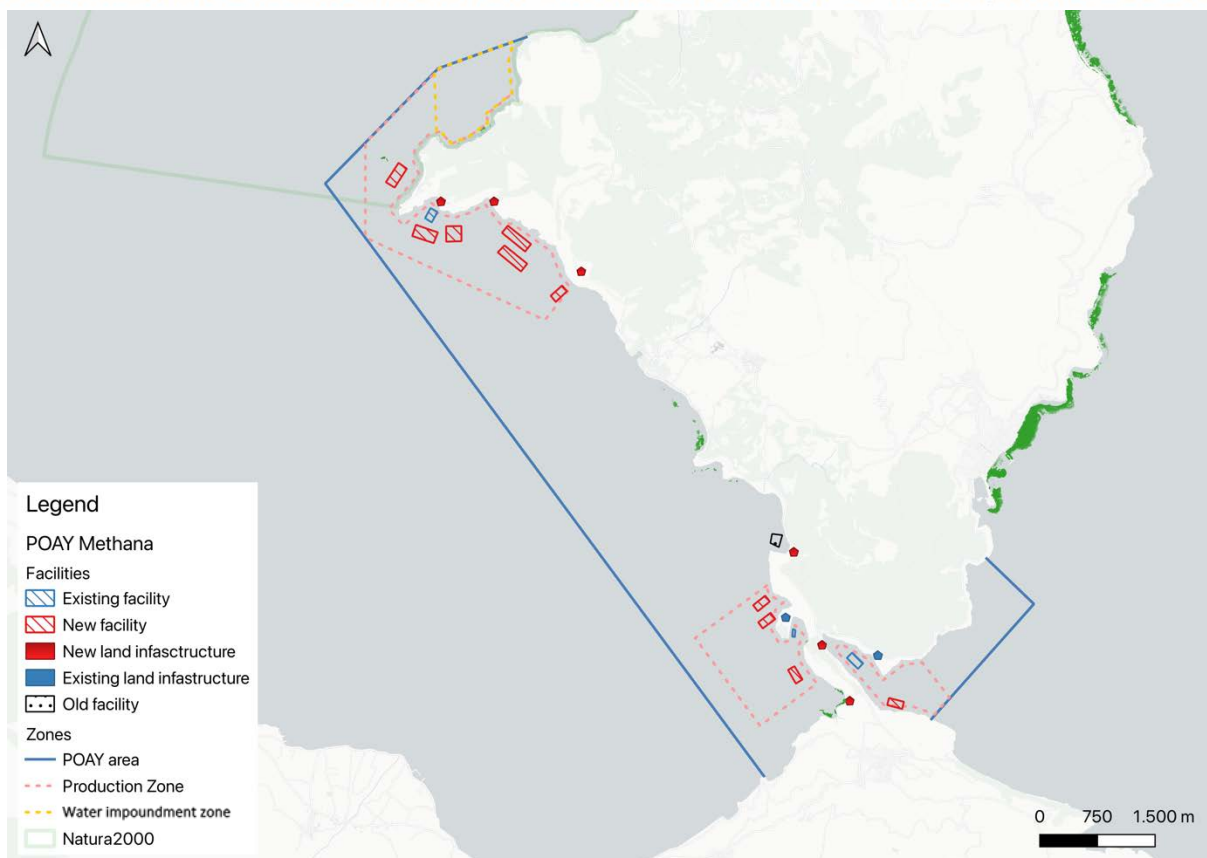 Legend
POAY Methana
Facilities
Existing facility
New facility
New land infasctructure
Existing land infastructure
Old facility
Zones
POAY area
Production Zone
Water impoundment zone
Natura2000
0 750 1.500 m